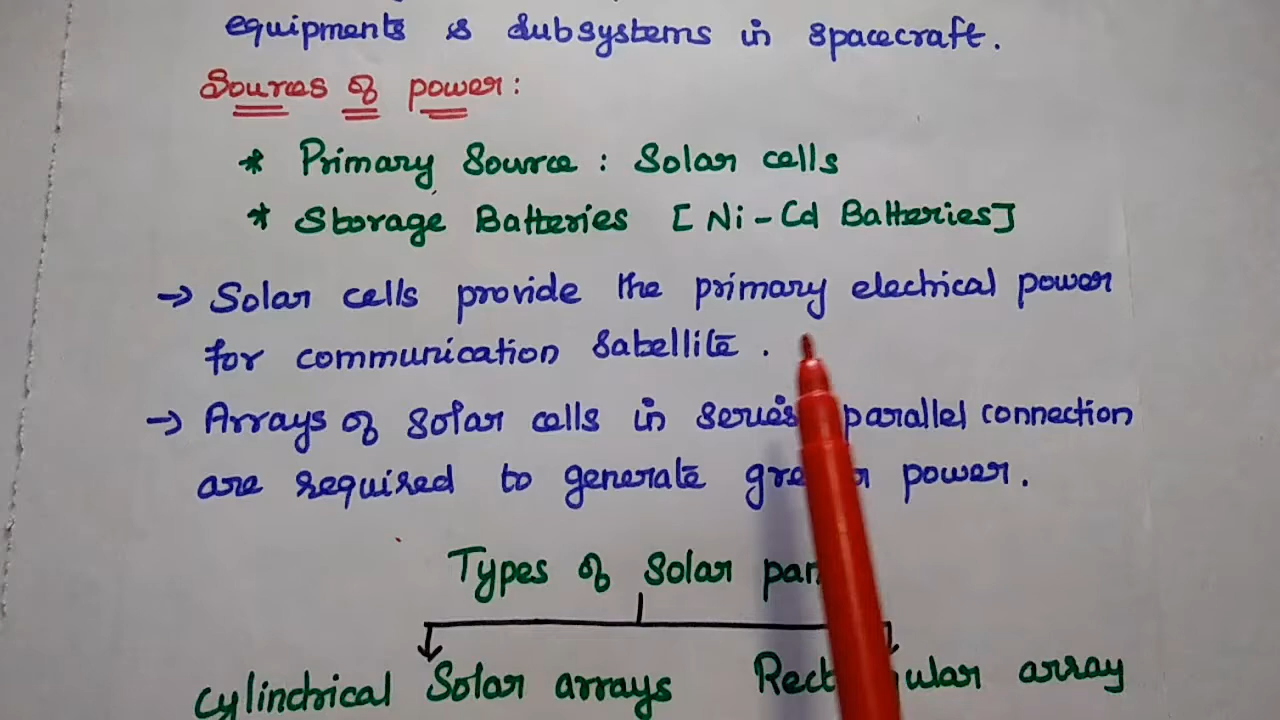 equipments & subsystems in spacecraft.
Sources of power:
* Primary Source : Solar cells
* Storage Batteries [Ni-Cd Batteries]
→ Solar cells provide the primary electrical power
for communication satellite.
→ Arrays of solar cells in series parallel connection
are required to generate power.
Types of Solar
Cylindrical Solar arrays array